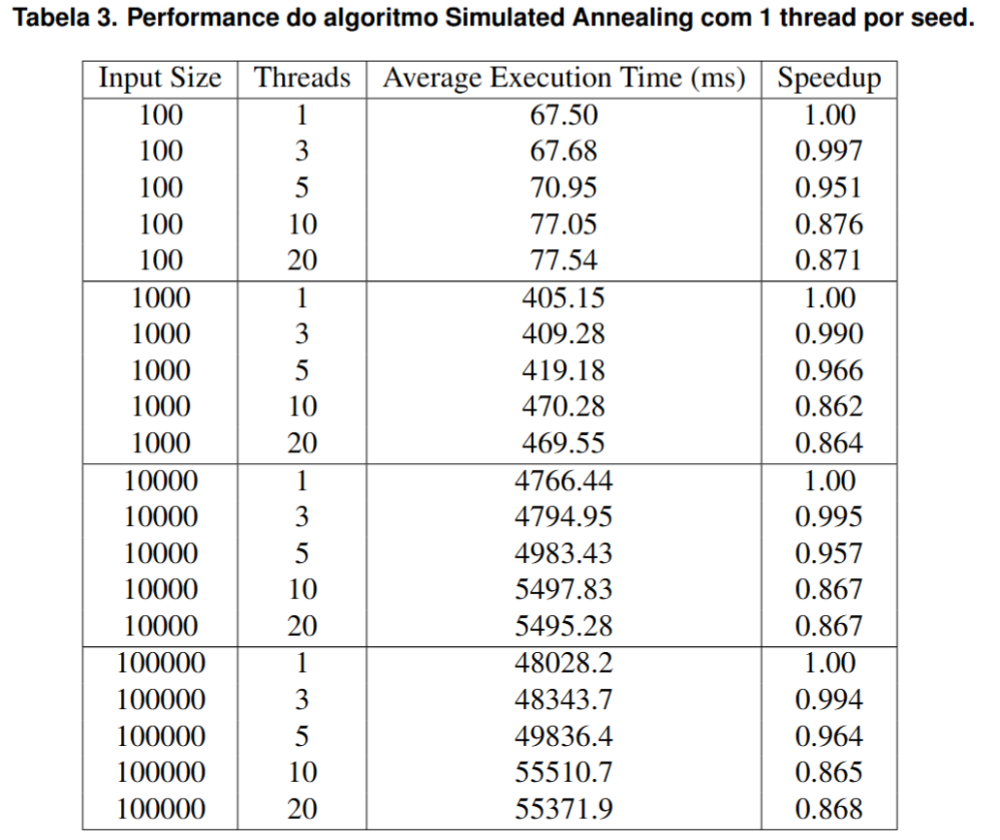 Tabela 3. Performance do algoritmo Simulated Annealing com 1 thread por seed.
Input Size Threads Average Execution Time (ms) Speedup
100 1 67.50 1.00
100 3 67.68 0.997
100 5 70.95 0.951
100 10 77.05 0.876
100 20 77.54 0.871
1000 1 405.15 1.00
1000 3 409.28 0.990
1000 5 419.18 0.966
1000 10 470.28 0.862
1000 20 469.55 0.864
10000 1 4766.44 1.00
10000 3 4794.95 0.995
10000 5 4983.43 0.957
10000 10 5497.83 0.867
10000 20 5495.28 0.867
100000 1 48028.2 1.00
100000 3 48343.7 0.994
100000 5 49836.4 0.964
100000 10 55510.7 0.865
100000 20 55371.9 0.868